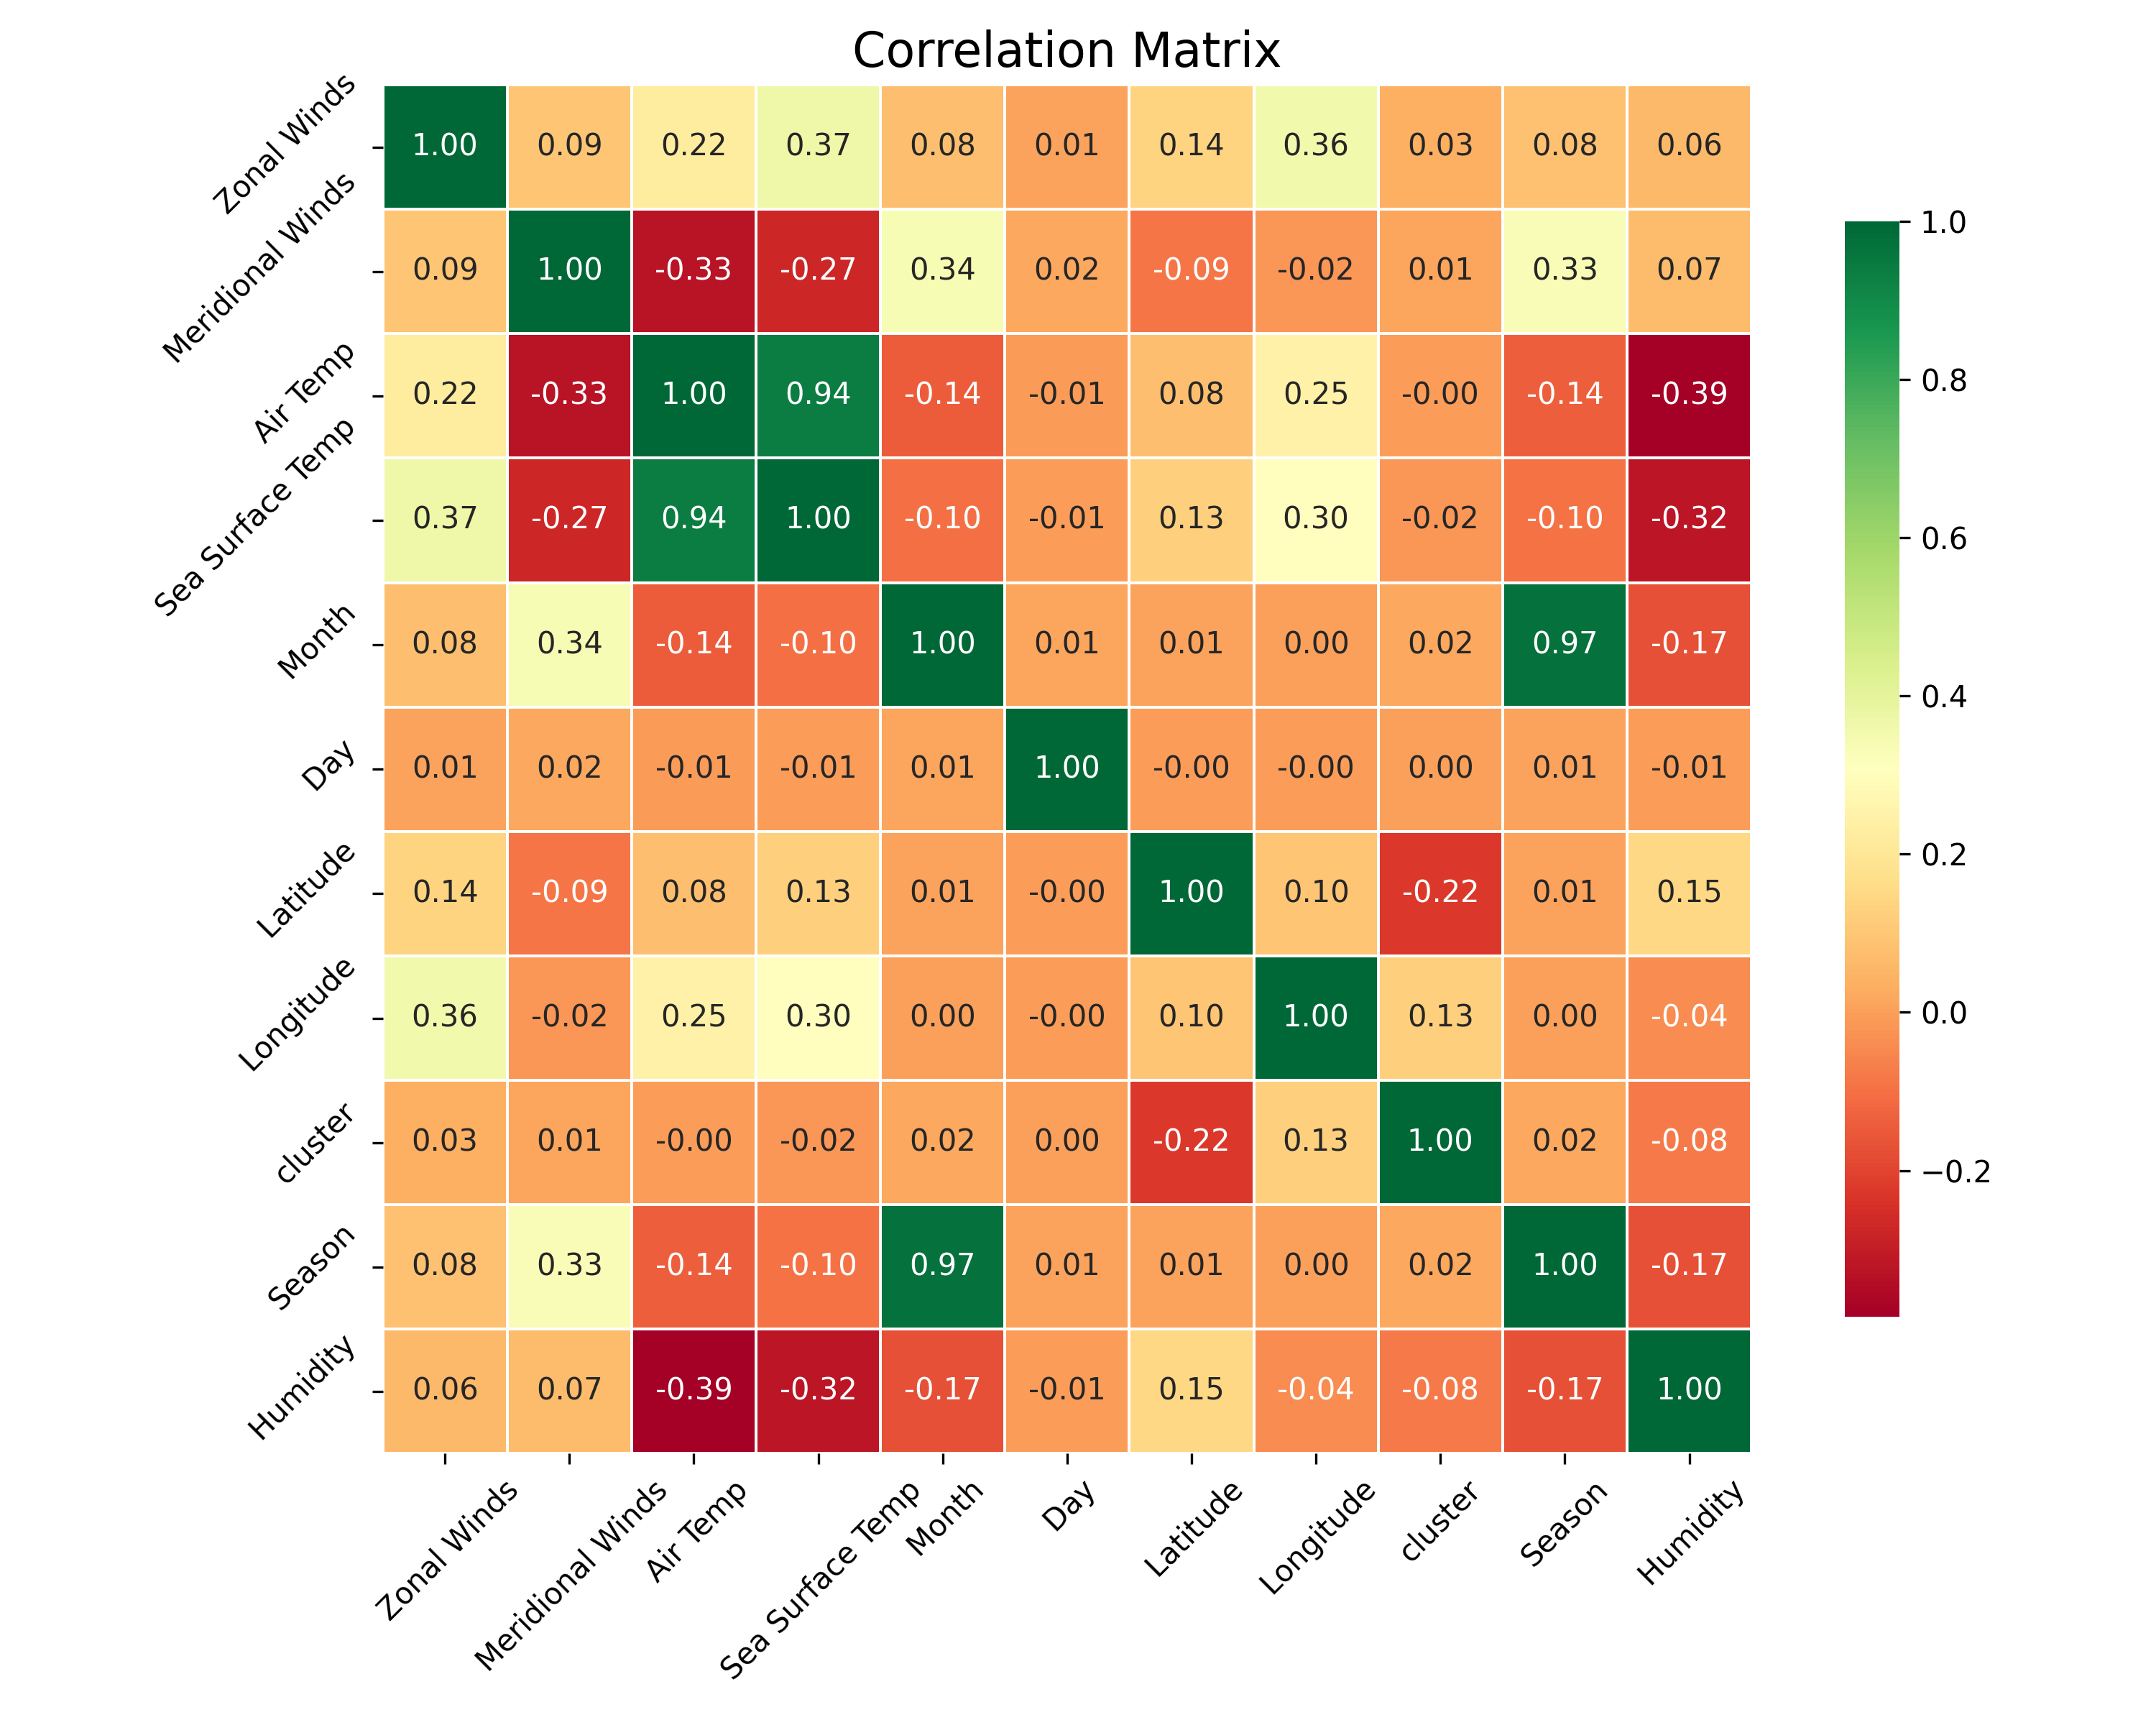 Correlation Matrix
Zonal Winds 1.00 0.09 0.22 0.37 0.08 0.01 0.14 0.36 0.03 0.08 0.06
Meridional Winds 0.09 1.00 -0.33 -0.27 0.34 0.02 -0.09 -0.02 0.01 0.33 0.07
Air Temp 0.22 -0.33 1.00 0.94 -0.14 -0.01 0.08 0.25 -0.00 -0.14 -0.39
Sea Surface Temp 0.37 -0.27 0.94 1.00 -0.10 -0.01 0.13 0.30 -0.02 -0.10 -0.32
Month 0.08 0.34 -0.14 -0.10 1.00 0.01 0.01 0.00 0.02 0.97 -0.17
Day 0.01 0.02 -0.01 -0.01 0.01 1.00 -0.00 -0.00 0.00 0.01 -0.01
Latitude 0.14 -0.09 0.08 0.13 0.01 -0.00 1.00 0.10 -0.22 0.01 0.15
Longitude 0.36 -0.02 0.25 0.30 0.00 -0.00 0.10 1.00 0.13 0.00 -0.04
cluster 0.03 0.01 -0.00 -0.02 0.02 0.00 -0.22 0.13 1.00 0.02 -0.08
Season 0.08 0.33 -0.14 -0.10 0.97 0.01 0.01 0.00 0.02 1.00 -0.17
Humidity 0.06 0.07 -0.39 -0.32 -0.17 -0.01 0.15 -0.04 -0.08 -0.17 1.00
Zonal Winds Meridional Winds Air Temp Sea Surface Temp Month Day Latitude Longitude cluster Season Humidity
1.0
0.8
0.6
0.4
0.2
0.0
−0.2